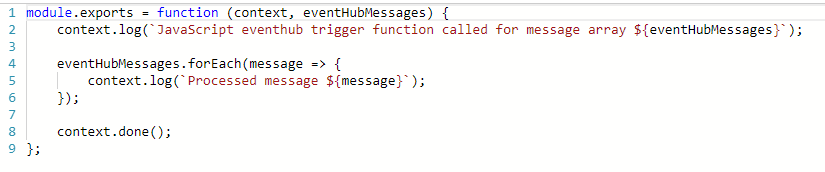 1 module.exports = function (context, eventHubMessages) {
2     context.log(`JavaScript eventhub trigger function called for message array ${eventHubMessages}`);
3
4     eventHubMessages.forEach(message => {
5         context.log(`Processed message ${message}`);
6     });
7
8     context.done();
9 };